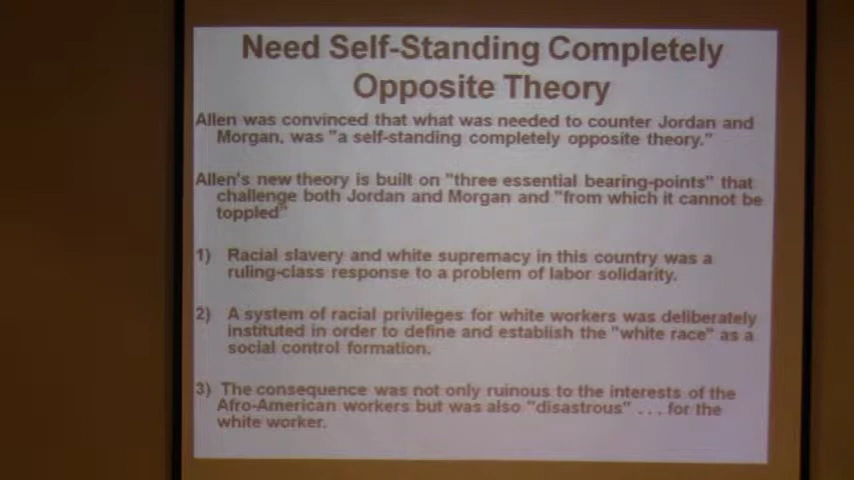 Need Self-Standing Completely
Opposite Theory
Allen was convinced that what was needed to counter Jordan and
Morgan, was "a self-standing completely opposite theory."
Allen's new theory is built on "three essential bearing-points" that
challenge both Jordan and Morgan and "from which it cannot be
toppled"
1) Racial slavery and white supremacy in this country was a
ruling-class response to a problem of labor solidarity.
2) A system of racial privileges for white workers was deliberately
instituted in order to define and establish the "white race" as a
social control formation.
3) The consequence was not only ruinous to the interests of the
Afro-American workers but was also "disastrous" . . . for the
white worker.